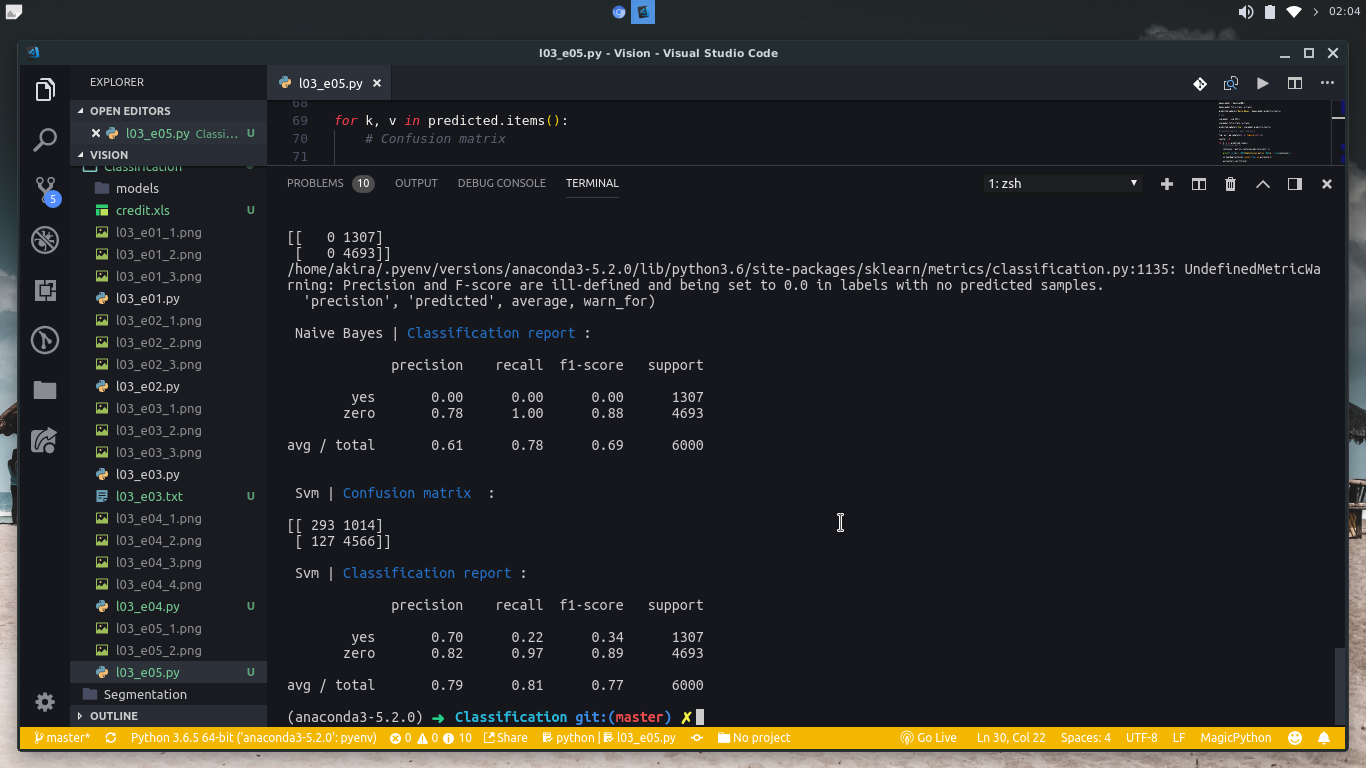 02:04
l03_e05.py - Vision - Visual Studio Code
EXPLORER
OPEN EDITORS
l03_e05.py Classi... U
VISION
Classification
models
credit.xls U
l03_e01_1.png
l03_e01_2.png
l03_e01_3.png
l03_e01.py
l03_e02_1.png
l03_e02_2.png
l03_e02_3.png
l03_e02.py
l03_e03_1.png
l03_e03_2.png
l03_e03_3.png
l03_e03.py
l03_e03.txt U
l03_e04_1.png
l03_e04_2.png
l03_e04_3.png
l03_e04_4.png
l03_e04.py U
l03_e05_1.png
l03_e05_2.png
l03_e05.py U
Segmentation
OUTLINE
5
l03_e05.py
68
69 for k, v in predicted.items():
70 # Confusion matrix
71
PROBLEMS 10 OUTPUT DEBUG CONSOLE TERMINAL 1: zsh
[[   0 1307]
 [   0 4693]]
/home/akira/.pyenv/versions/anaconda3-5.2.0/lib/python3.6/site-packages/sklearn/metrics/classification.py:1135: UndefinedMetricWa
rning: Precision and F-score are ill-defined and being set to 0.0 in labels with no predicted samples.
  'precision', 'predicted', average, warn_for)
Naive Bayes | Classification report :
precision recall f1-score support
yes 0.00 0.00 0.00 1307
zero 0.78 1.00 0.88 4693
avg / total 0.61 0.78 0.69 6000
Svm | Confusion matrix  :
[[ 293 1014]
 [ 127 4566]]
Svm | Classification report :
precision recall f1-score support
yes 0.70 0.22 0.34 1307
zero 0.82 0.97 0.89 4693
avg / total 0.79 0.81 0.77 6000
(anaconda3-5.2.0) ➜ Classification git:(master) ✗
master* Python 3.6.5 64-bit ('anaconda3-5.2.0': pyenv) 0 0 10 Share python | l03_e05.py No project Go Live Ln 30, Col 22 Spaces: 4 UTF-8 LF MagicPython